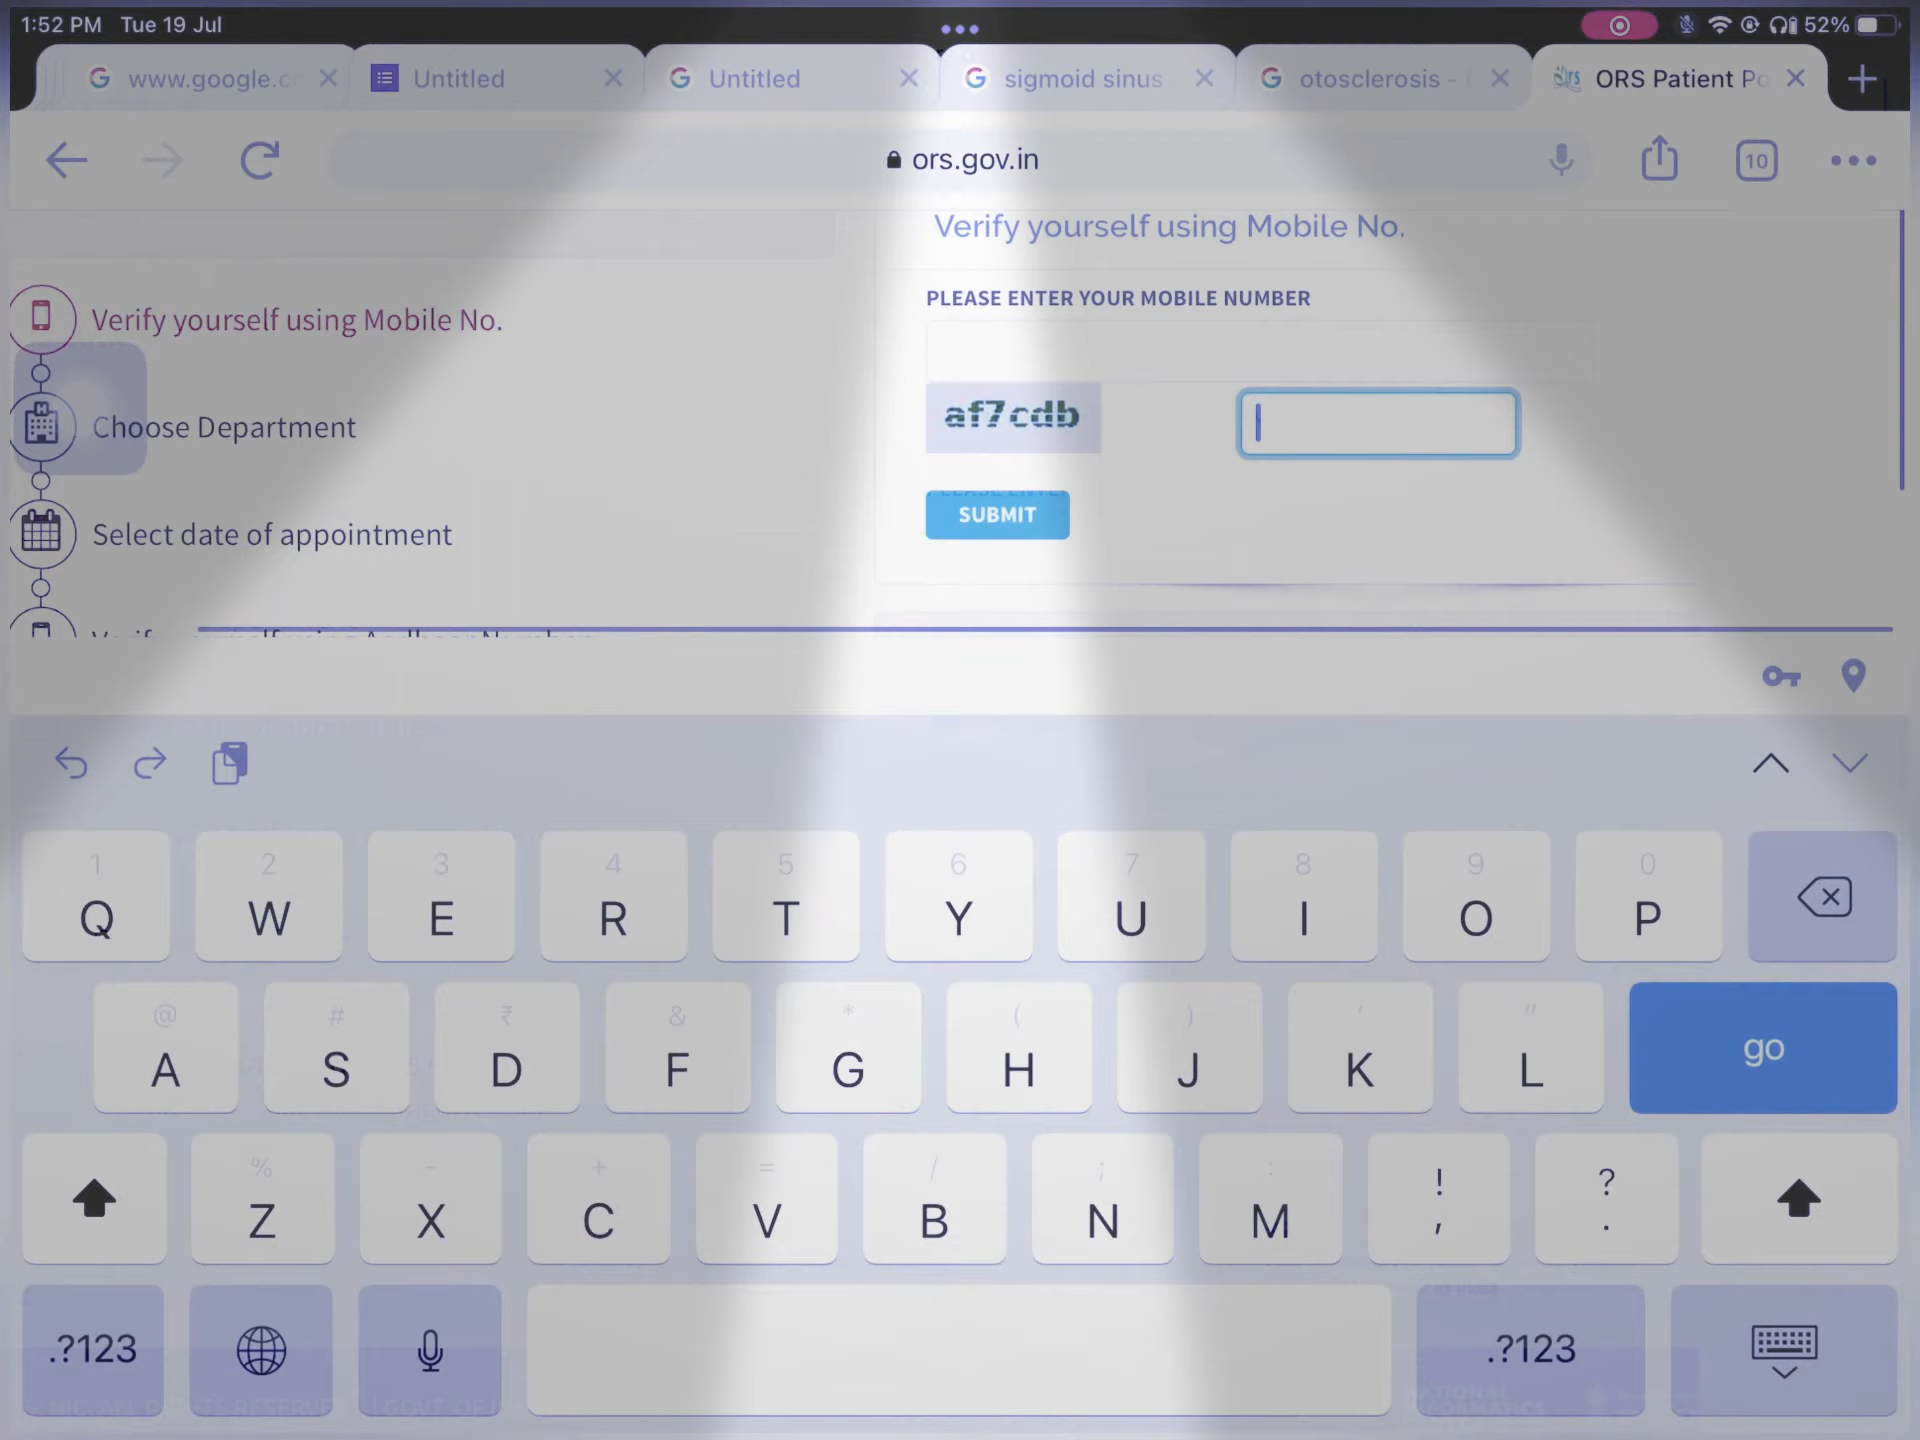 1:52 PM Tue 19 Jul
52%
www.google.c
Untitled
Untitled
sigmoid sinus
otosclerosis -
ORS Patient Po
ors.gov.in
10
Verify yourself using Mobile No.
PLEASE ENTER YOUR MOBILE NUMBER
af7cdb
SUBMIT
Verify yourself using Mobile No.
Choose Department
Select date of appointment
1 2 3 4 5 6 7 8 9 0
Q W E R T Y U I O P
@ # ₹ & * ( ) ' "
A S D F G H J K L
go
% - + = / ; : ! ?
Z X C V B N M , .
.?123
.?123